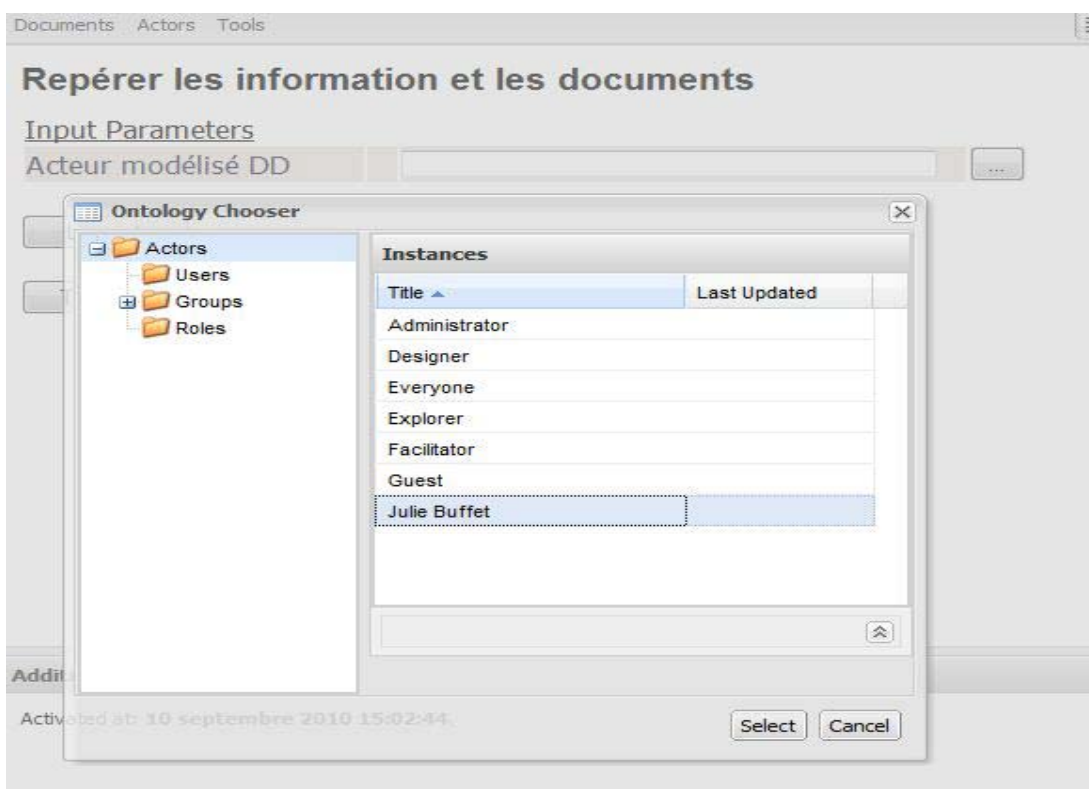 Documents Actors Tools
Repérer les information et les documents
Input Parameters
Acteur modélisé DD
...
Ontology Chooser
Actors
Users
Groups
Roles
Instances
Title Last Updated
Administrator
Designer
Everyone
Explorer
Facilitator
Guest
Julie Buffet
Activated at: 10 septembre 2010 15:02:44.
Select Cancel